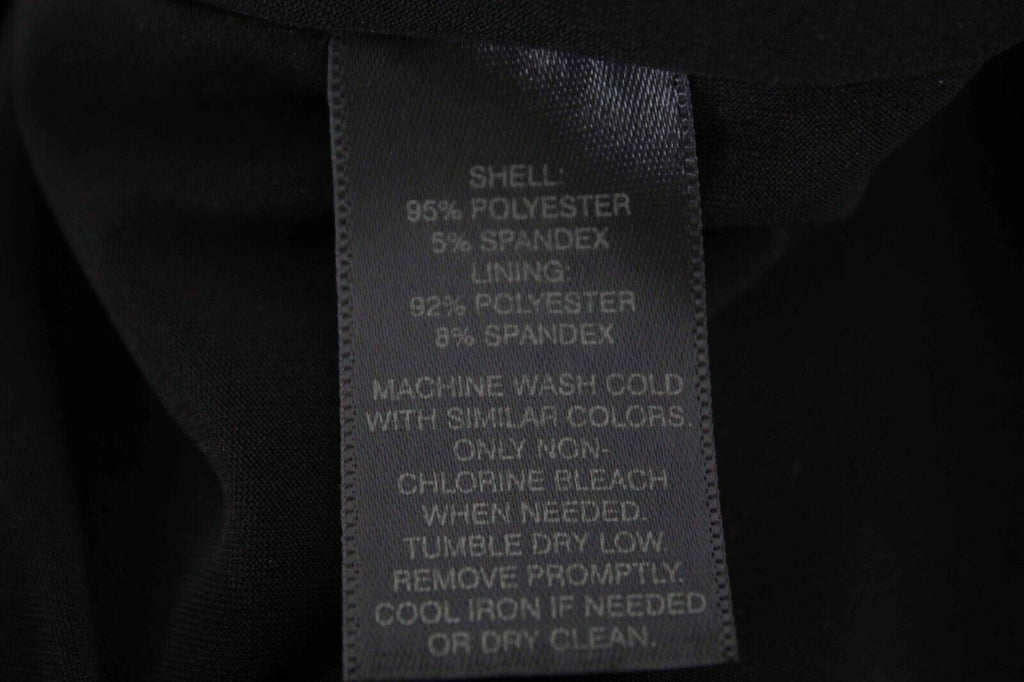 SHELL:
95% POLYESTER
5% SPANDEX
LINING:
92% POLYESTER
8% SPANDEX
MACHINE WASH COLD
WITH SIMILAR COLORS.
ONLY NON-
CHLORINE BLEACH
WHEN NEEDED.
TUMBLE DRY LOW.
REMOVE PROMPTLY.
COOL IRON IF NEEDED
OR DRY CLEAN.